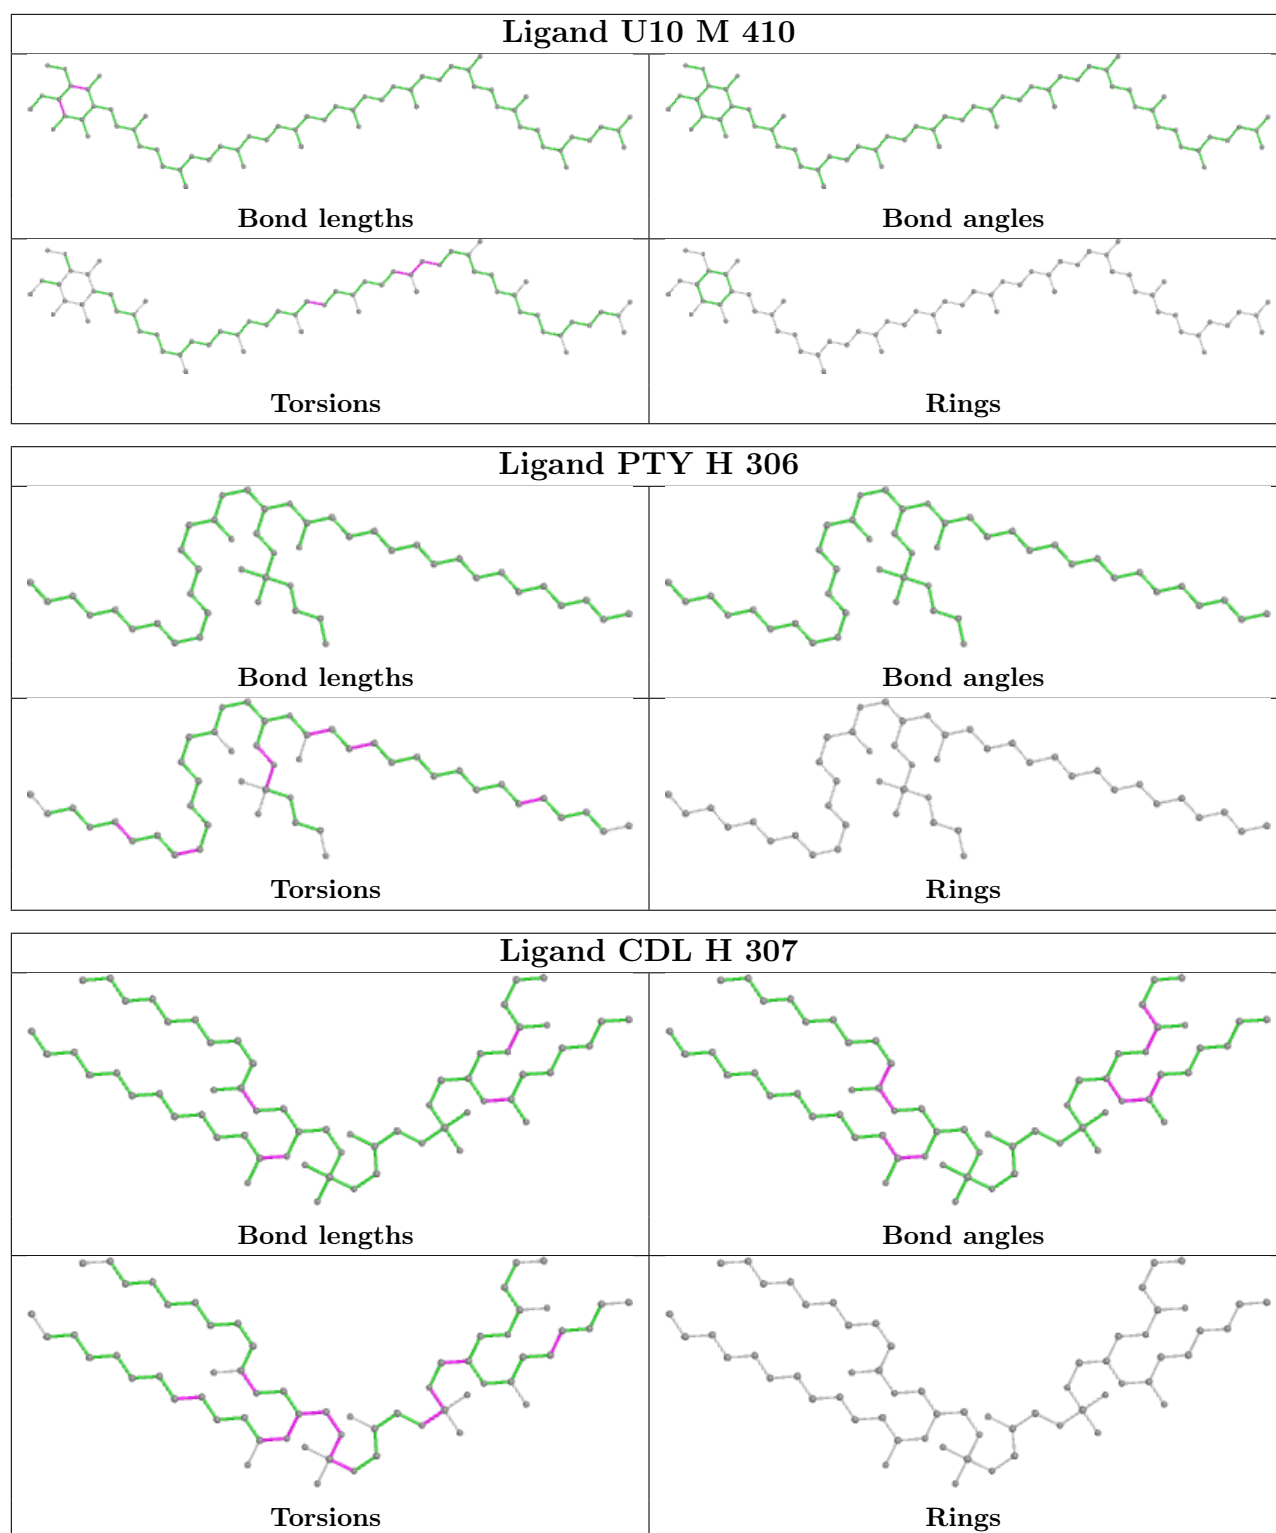 Ligand U10 M 410
Bond lengths
Bond angles
Torsions
Rings
Ligand PTY H 306
Bond lengths
Bond angles
Torsions
Rings
Ligand CDL H 307
Bond lengths
Bond angles
Torsions
Rings